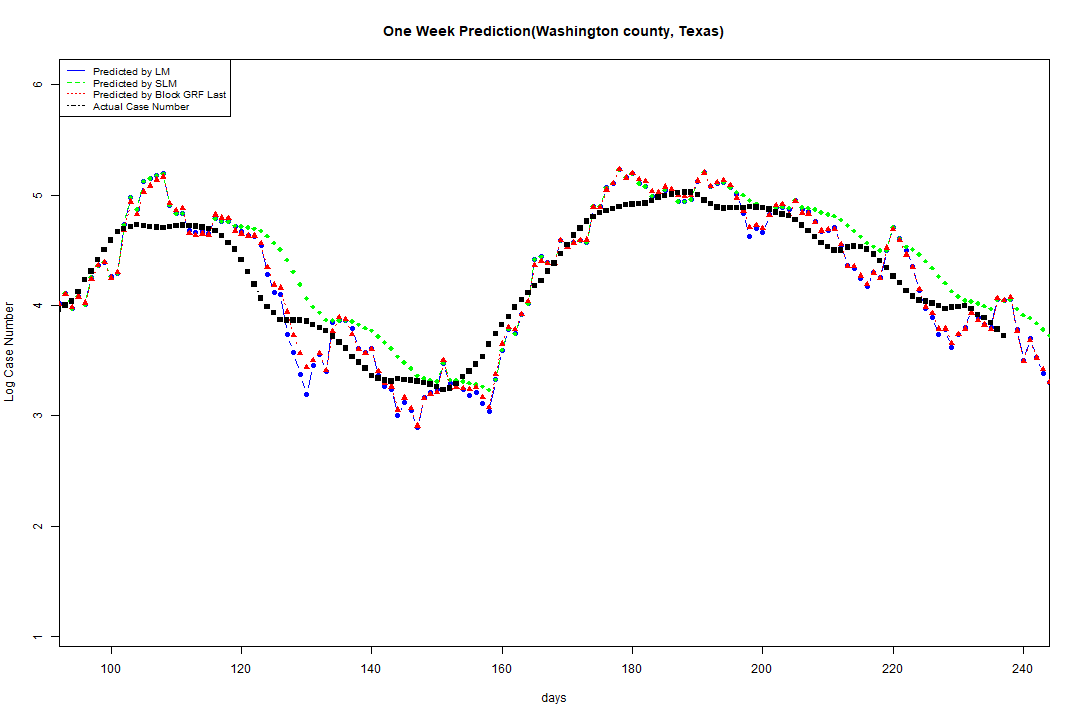 One Week Prediction(Washington county, Texas)
Predicted by LM
Predicted by SLM
Predicted by Block GRF Last
Actual Case Number
6
5
4
3
2
1
Log Case Number
100 120 140 160 180 200 220 240
days